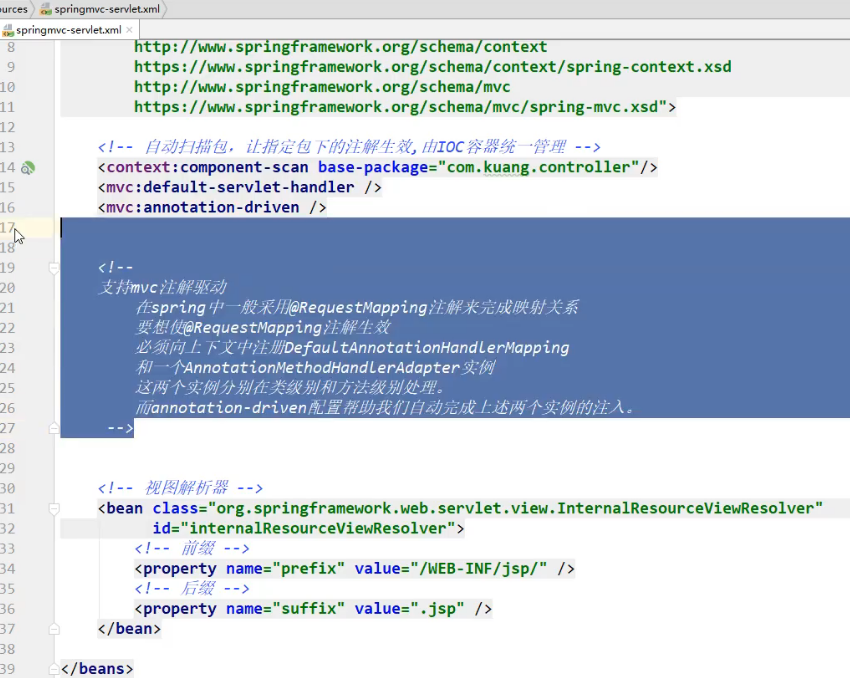 ources springmvc-servlet.xml
springmvc-servlet.xml ×
8 http://www.springframework.org/schema/context
9 https://www.springframework.org/schema/context/spring-context.xsd
10 http://www.springframework.org/schema/mvc
11 https://www.springframework.org/schema/mvc/spring-mvc.xsd">
12
13 <!-- 自动扫描包，让指定包下的注解生效,由IOC容器统一管理 -->
14 <context:component-scan base-package="com.kuang.controller"/>
15 <mvc:default-servlet-handler />
16 <mvc:annotation-driven />
17
18
19 <!--
20 支持mvc注解驱动
21 在spring中一般采用@RequestMapping注解来完成映射关系
22 要想使@RequestMapping注解生效
23 必须向上下文中注册DefaultAnnotationHandlerMapping
24 和一个AnnotationMethodHandlerAdapter实例
25 这两个实例分别在类级别和方法级别处理。
26 而annotation-driven配置帮助我们自动完成上述两个实例的注入。
27 -->
28
29
30 <!-- 视图解析器 -->
31 <bean class="org.springframework.web.servlet.view.InternalResourceViewResolver"
32 id="internalResourceViewResolver">
33 <!-- 前缀 -->
34 <property name="prefix" value="/WEB-INF/jsp/" />
35 <!-- 后缀 -->
36 <property name="suffix" value=".jsp" />
37 </bean>
38
39 </beans>